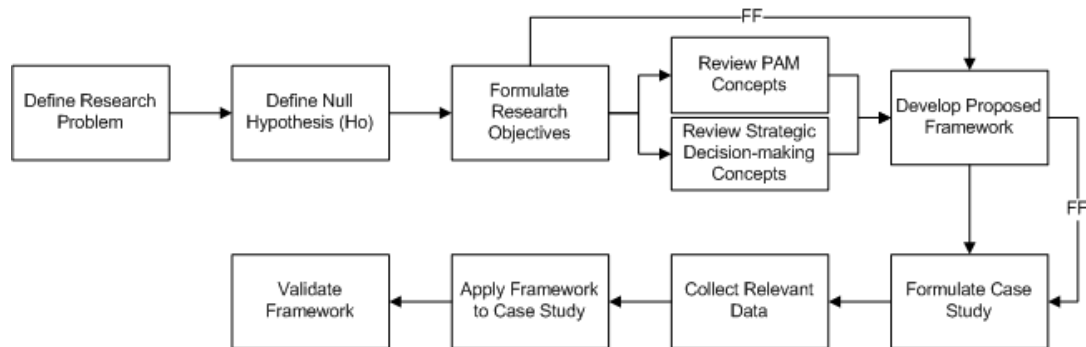 FF
Define Research
Problem
Define Null
Hypothesis (Ho)
Formulate
Research
Objectives
Review PAM
Concepts
Review Strategic
Decision-making
Concepts
Develop Proposed
Framework
FF
Validate
Framework
Apply Framework
to Case Study
Collect Relevant
Data
Formulate Case
Study